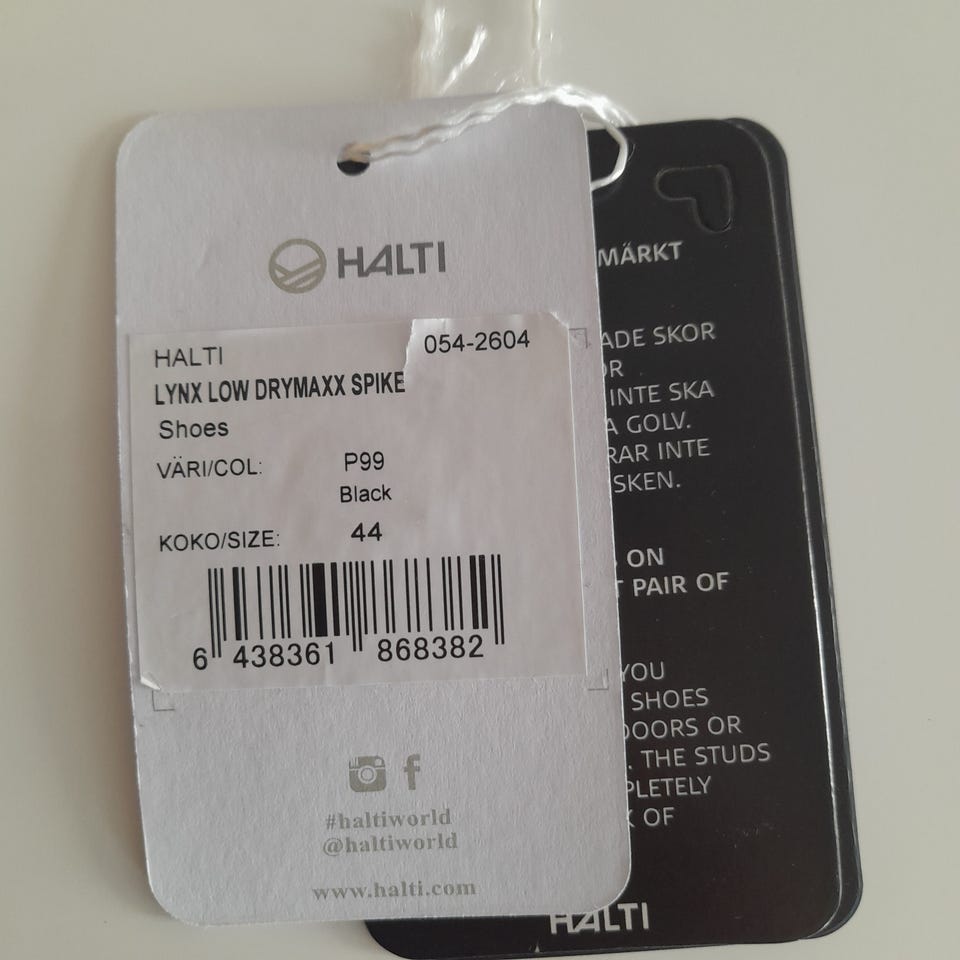 HALTI
HALTI
054-2604
LYNX LOW DRYMAXX SPIKE
Shoes
VÄRI/COL:
P99
Black
KOKO/SIZE:
44
6 438361 868382
#haltiworld
@haltiworld
www.halti.com
MÄRKT
ADE SKOR
OR
INTE SKA
A GOLV.
RAR INTE
SKEN.
ON
T PAIR OF
YOU
SHOES
DOORS OR
. THE STUDS
PLETELY
K OF
HALTI